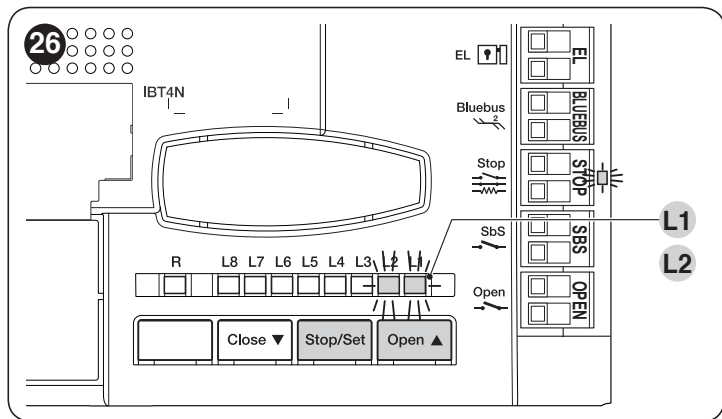 26
IBT4N
EL
EL
Bluebus
2
BLUEBUS
Stop
STOP
SbS
SBS
Open
OPEN
L1
L2
R L8 L7 L6 L5 L4 L3 L2 L1
Close ▼ Stop/Set Open ▲